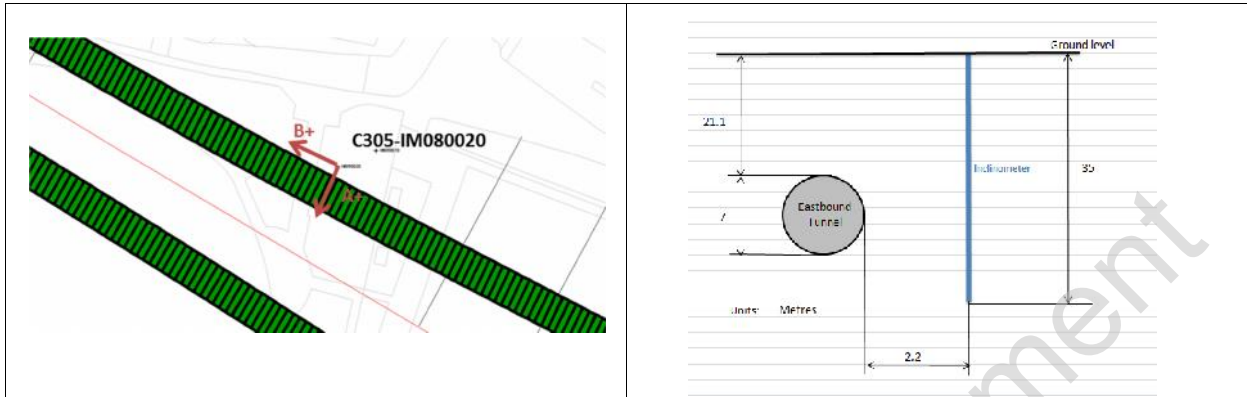 B+
C305-IM080020
A+
Ground level
21.1
Inclinometer
35
Eastbound
Tunnel
7
Units: Metres
2.2